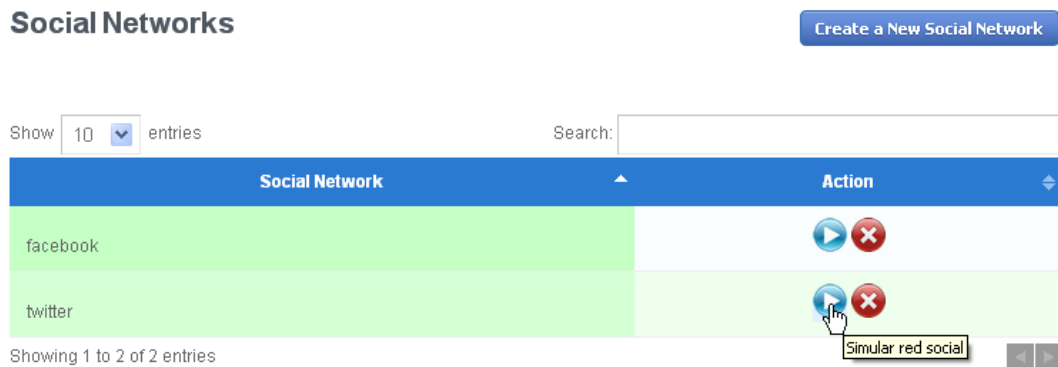 Social Networks
Create a New Social Network
Show 10 entries Search:
Social Network Action
facebook
twitter
Simular red social
Showing 1 to 2 of 2 entries